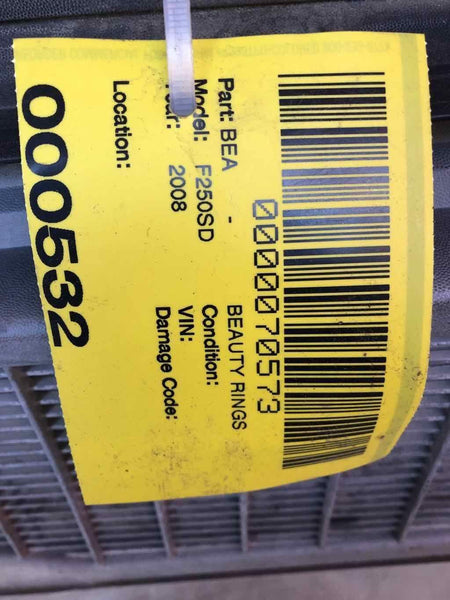 0000070573
Part: BEA - BEAUTY RINGS
Model: F250SD Condition:
Year: 2008 VIN:
Damage Code:
Location:
000532